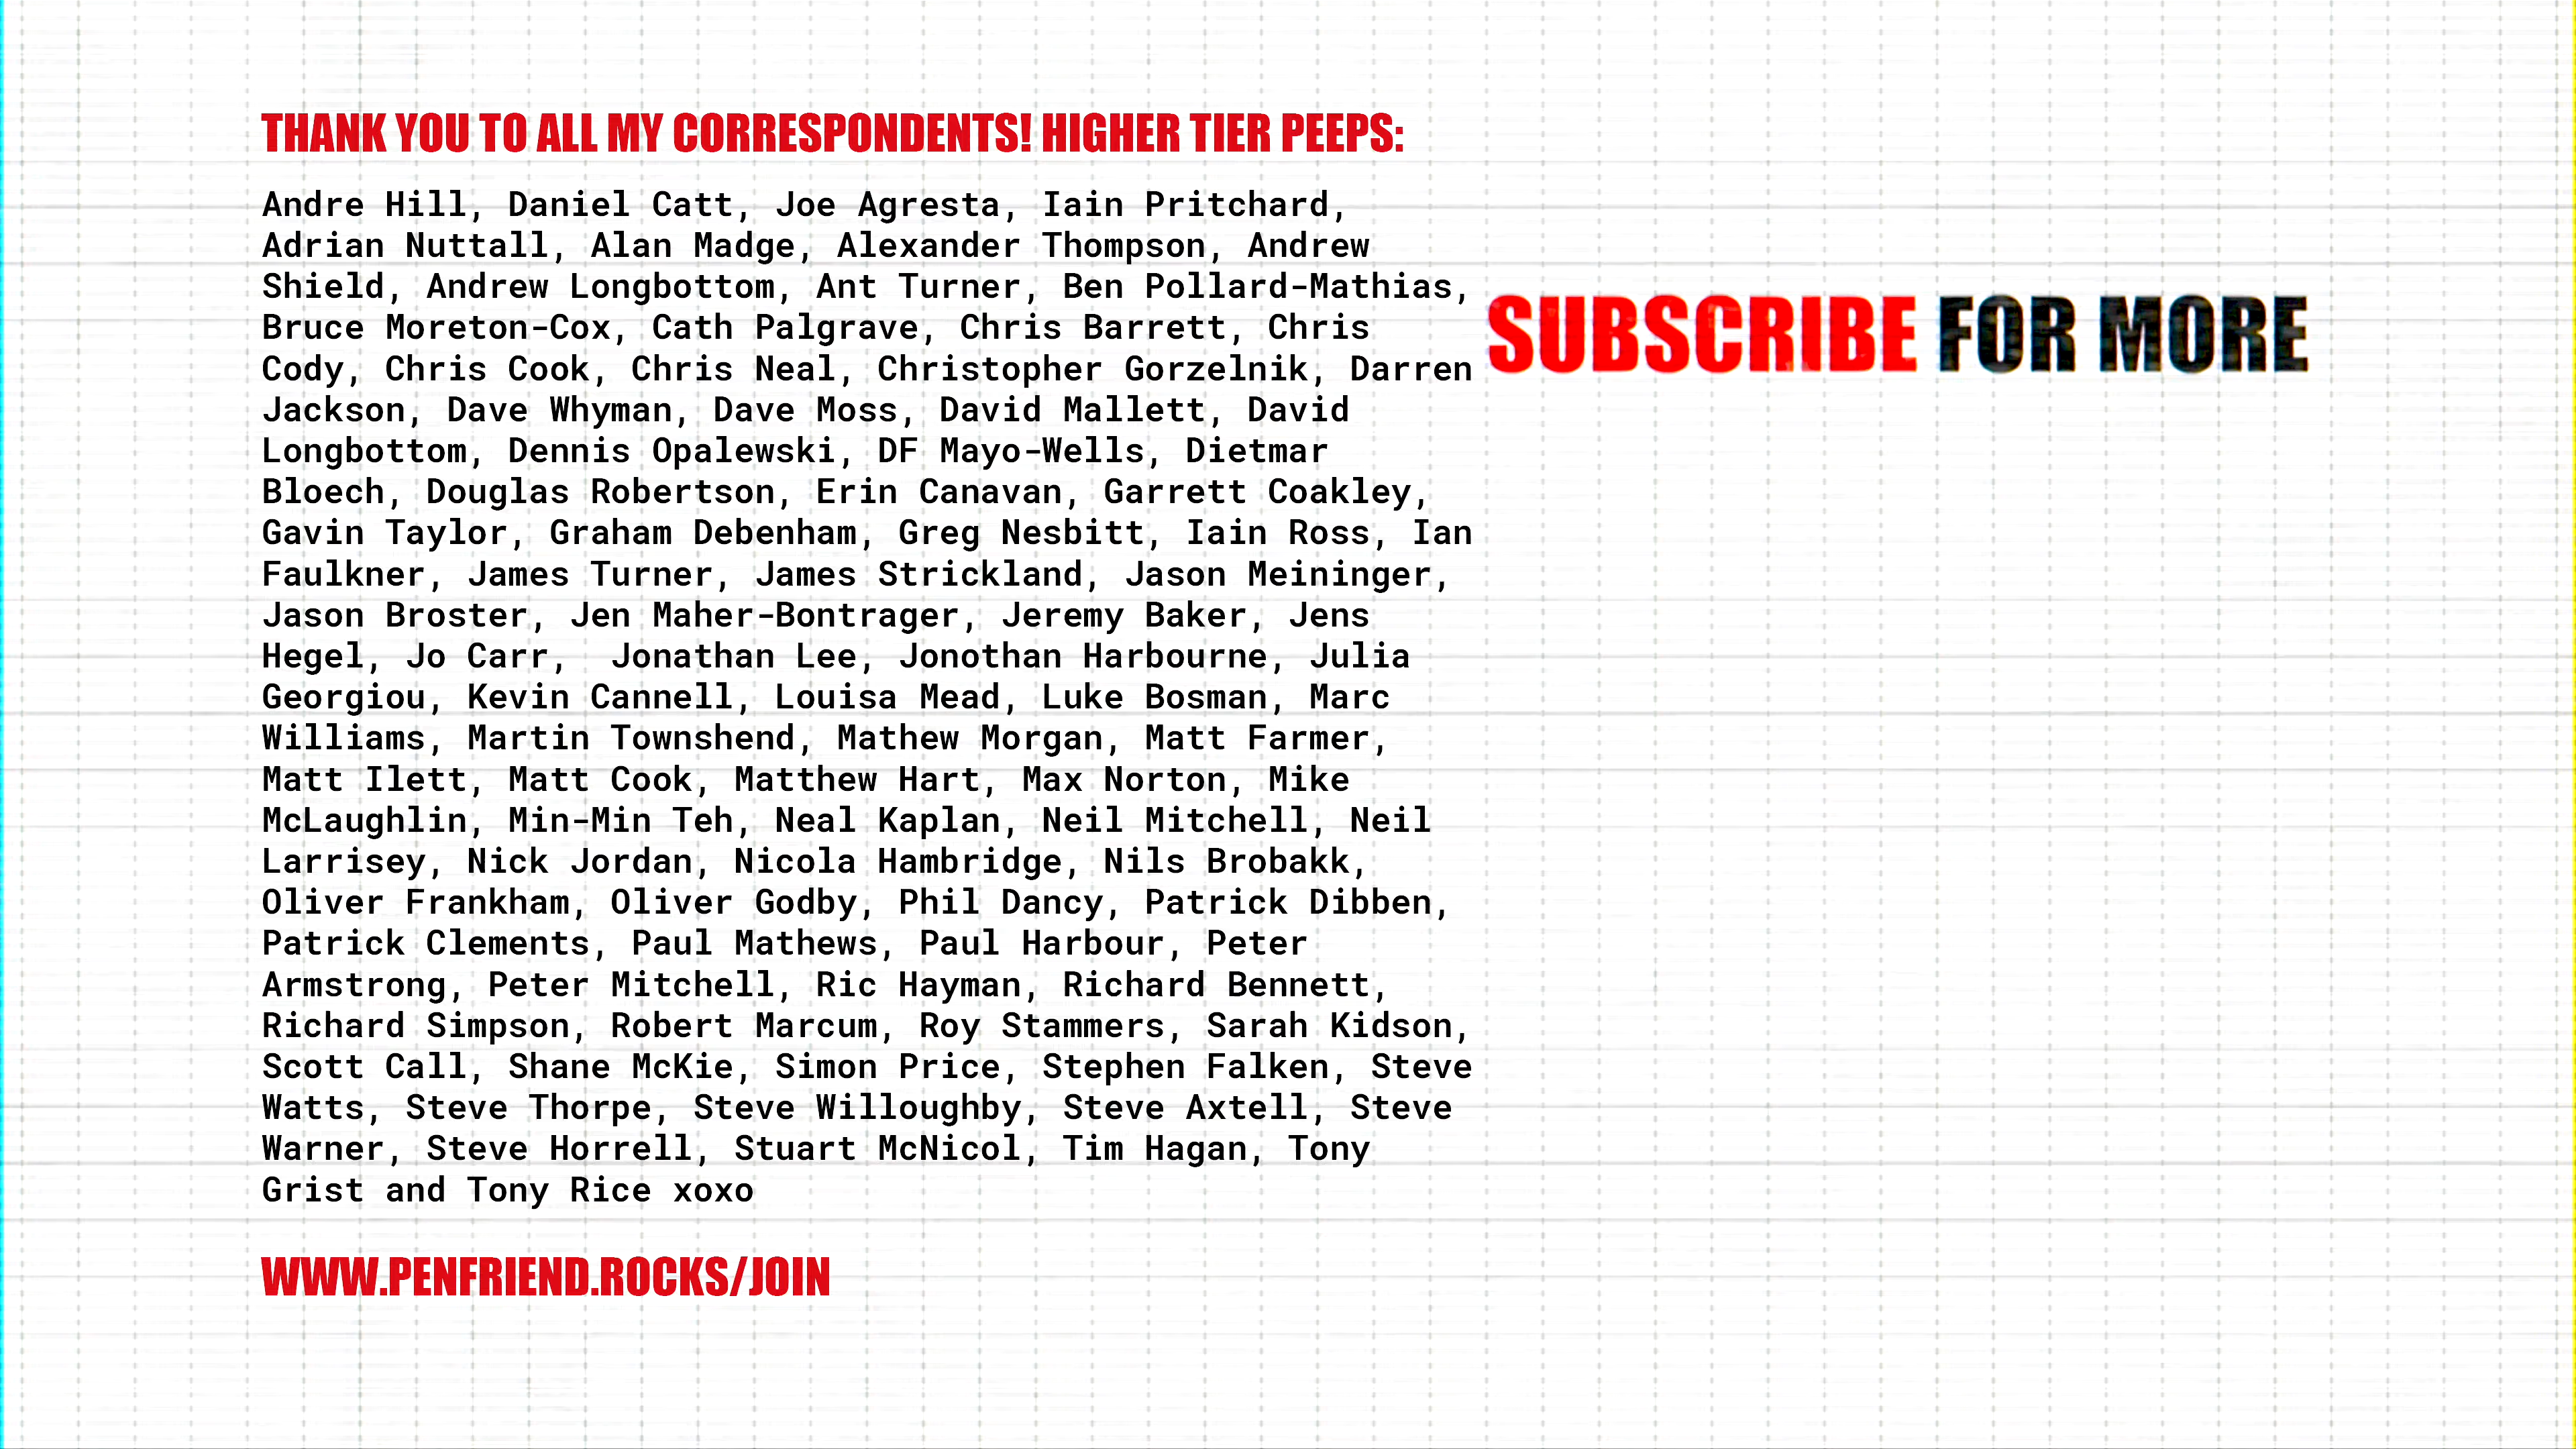 THANK YOU TO ALL MY CORRESPONDENTS! HIGHER TIER PEEPS:
Andre Hill, Daniel Catt, Joe Agresta, Iain Pritchard,
Adrian Nuttall, Alan Madge, Alexander Thompson, Andrew
Shield, Andrew Longbottom, Ant Turner, Ben Pollard-Mathias,
Bruce Moreton-Cox, Cath Palgrave, Chris Barrett, Chris
Cody, Chris Cook, Chris Neal, Christopher Gorzelnik, Darren
Jackson, Dave Whyman, Dave Moss, David Mallett, David
Longbottom, Dennis Opalewski, DF Mayo-Wells, Dietmar
Bloech, Douglas Robertson, Erin Canavan, Garrett Coakley,
Gavin Taylor, Graham Debenham, Greg Nesbitt, Iain Ross, Ian
Faulkner, James Turner, James Strickland, Jason Meininger,
Jason Broster, Jen Maher-Bontrager, Jeremy Baker, Jens
Hegel, Jo Carr,  Jonathan Lee, Jonothan Harbourne, Julia
Georgiou, Kevin Cannell, Louisa Mead, Luke Bosman, Marc
Williams, Martin Townshend, Mathew Morgan, Matt Farmer,
Matt Ilett, Matt Cook, Matthew Hart, Max Norton, Mike
McLaughlin, Min-Min Teh, Neal Kaplan, Neil Mitchell, Neil
Larrisey, Nick Jordan, Nicola Hambridge, Nils Brobakk,
Oliver Frankham, Oliver Godby, Phil Dancy, Patrick Dibben,
Patrick Clements, Paul Mathews, Paul Harbour, Peter
Armstrong, Peter Mitchell, Ric Hayman, Richard Bennett,
Richard Simpson, Robert Marcum, Roy Stammers, Sarah Kidson,
Scott Call, Shane McKie, Simon Price, Stephen Falken, Steve
Watts, Steve Thorpe, Steve Willoughby, Steve Axtell, Steve
Warner, Steve Horrell, Stuart McNicol, Tim Hagan, Tony
Grist and Tony Rice xoxo
WWW.PENFRIEND.ROCKS/JOIN
SUBSCRIBE FOR MORE